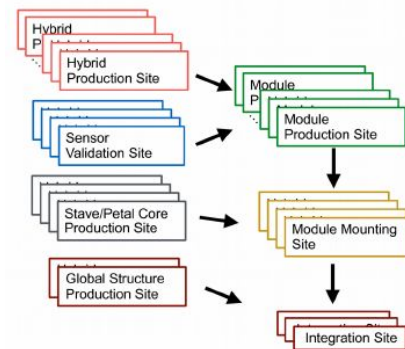 Hybrid
Hybrid
Production Site
Module
Module
Production Site
Sensor
Validation Site
Stave/Petal Core
Production Site
Module Mounting
Site
Global Structure
Production Site
Integration Site